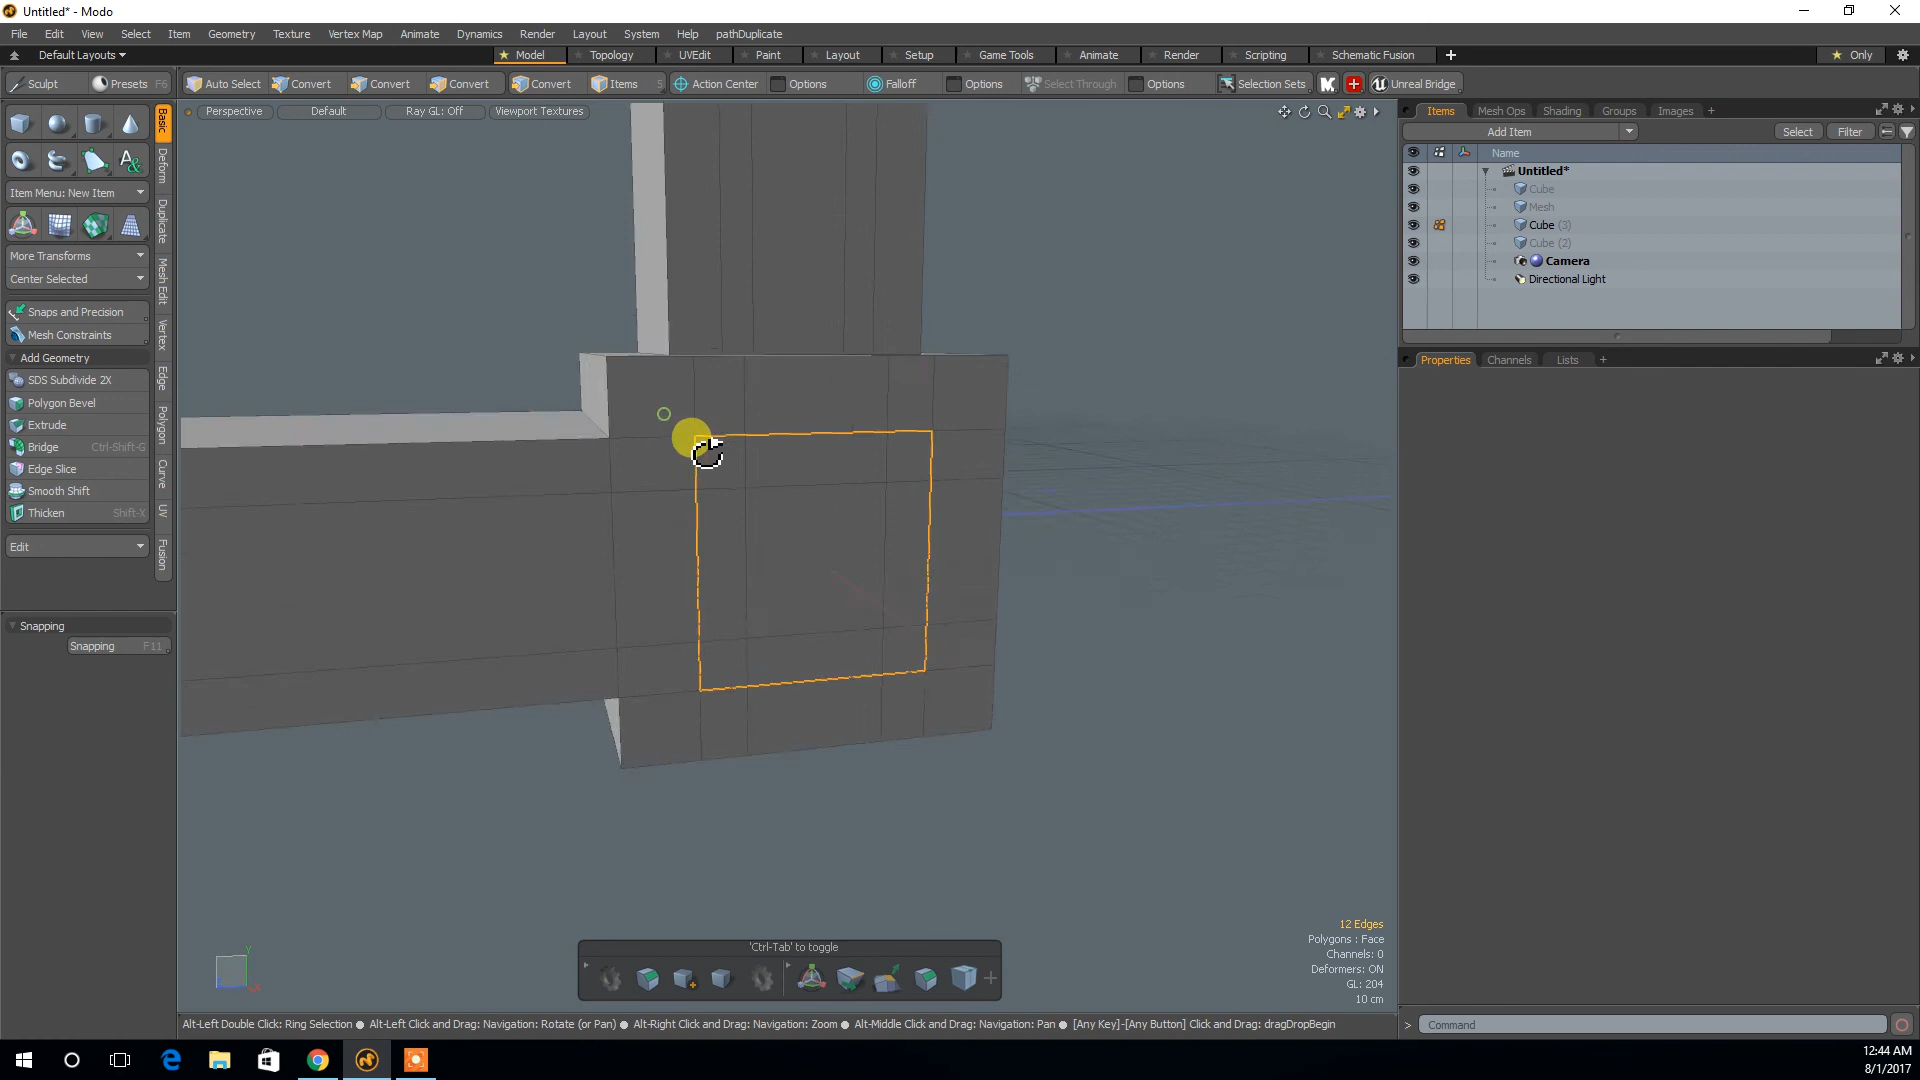 Untitled* - Modo
File Edit View Select Item Geometry Texture Vertex Map Animate Dynamics Render Layout System Help pathDuplicate
Default Layouts Model Topology UVEdit Paint Layout Setup Game Tools Animate Render Scripting Schematic Fusion Only
Sculpt Presets F6 Auto Select Convert Convert Convert Convert Items 5 Action Center Options Falloff Options Select Through Options Selection Sets Unreal Bridge
Perspective Default Ray GL: Off Viewport Textures
Items Mesh Ops Shading Groups Images
Add Item Select Filter
Name
Untitled*
Cube
Mesh
Cube (3)
Cube (2)
Camera
Directional Light
Properties Channels Lists
Basic
Deform
Duplicate
Mesh Edit
Vertex
Edge
Polygon
Curve
UV
Fusion
Item Menu: New Item
More Transforms
Center Selected
Snaps and Precision
Mesh Constraints
Add Geometry
SDS Subdivide 2X
Polygon Bevel
Extrude
Bridge Ctrl-Shift-G
Edge Slice
Smooth Shift
Thicken Shift-X
Edit
Snapping
Snapping F11
12 Edges
Polygons : Face
Channels: 0
Deformers: ON
GL: 204
10 cm
'Ctrl-Tab' to toggle
Alt-Left Double Click: Ring Selection ● Alt-Left Click and Drag: Navigation: Rotate (or Pan) ● Alt-Right Click and Drag: Navigation: Zoom ● Alt-Middle Click and Drag: Navigation: Pan ● [Any Key]-[Any Button] Click and Drag: dragDropBegin
Command
12:44 AM
8/1/2017